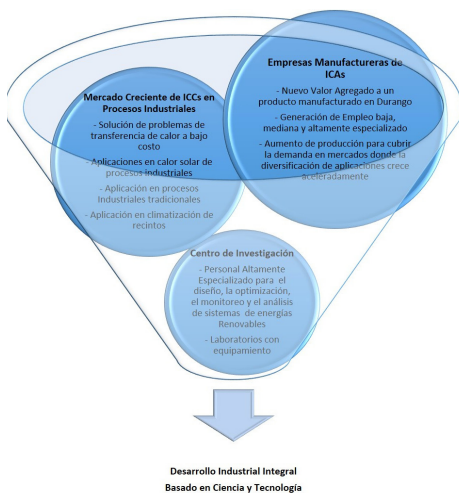 Empresas Manufactureras de
ICAs
- Nuevo Valor Agregado a un
producto manufacturado en Durango
- Generación de Empleo baja,
mediana y altamente especializado
- Aumento de producción para cubrir
la demanda en mercados donde la
diversificación de aplicaciones crece
aceleradamente
Mercado Creciente de ICCs en
Procesos Industriales
- Solución de problemas de
transferencia de calor a bajo
costo
- Aplicaciones en calor solar de
procesos industriales
- Aplicación en procesos
Industriales tradicionales
- Aplicación en climatización de
recintos
Centro de Investigación
- Personal Altamente
Especializado para el
diseño, la optimización,
el monitoreo y el análisis
de sistemas de energías
Renovables
- Laboratorios con
equipamiento
Desarrollo Industrial Integral
Basado en Ciencia y Tecnología